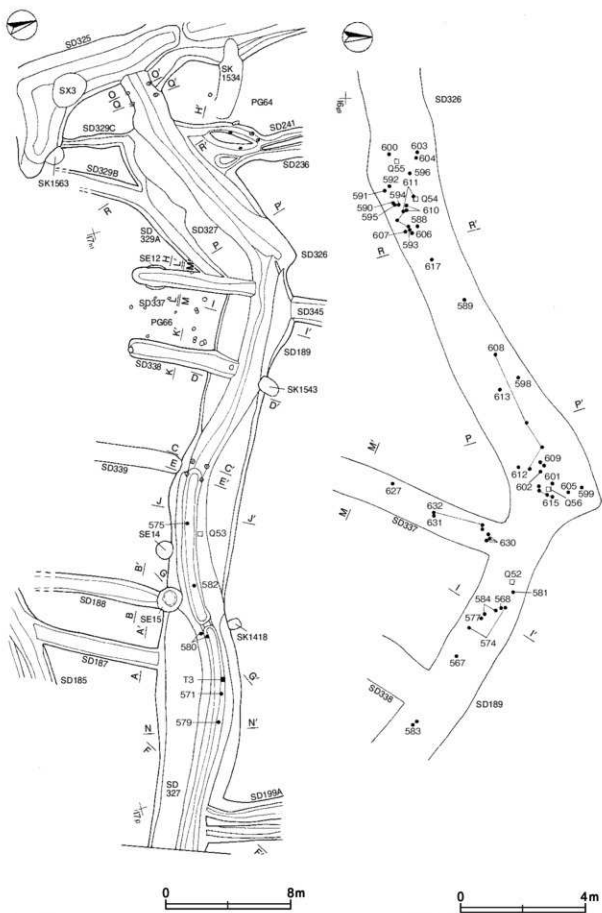 SD325
SX3
O
O'
Q
Q'
SK
1534
H'
PG64
SD241
SD236
SD329C
R'
SK1563
SD329B
R
SD
329A
SD327
P'
P
SD326
SE12
H
L'
M'
SD337
L
M
I
PG66
K'
SD345
I'
SD338
K
D
SD189
SK1543
D'
C
E
SD339
C'
E'
J
J'
575
Q53
SE14
B'
G
582
SD188
B
SE15
A'
580
SK1418
SD187
SD185
A
T3
G'
571
N
579
N'
F
SD
327
SD199A
F'
0 8m
SD326
600
603
604
Q55
596
592
611
591
594
Q54
590
595
610
588
607
606
593
R'
R
617
589
608
598
613
P'
P
M'
609
612
601
602
605
599
Q56
615
627
632
631
M
SD337
630
Q52
I
581
584
568
577
574
I'
567
SD338
SD189
583
0 4m